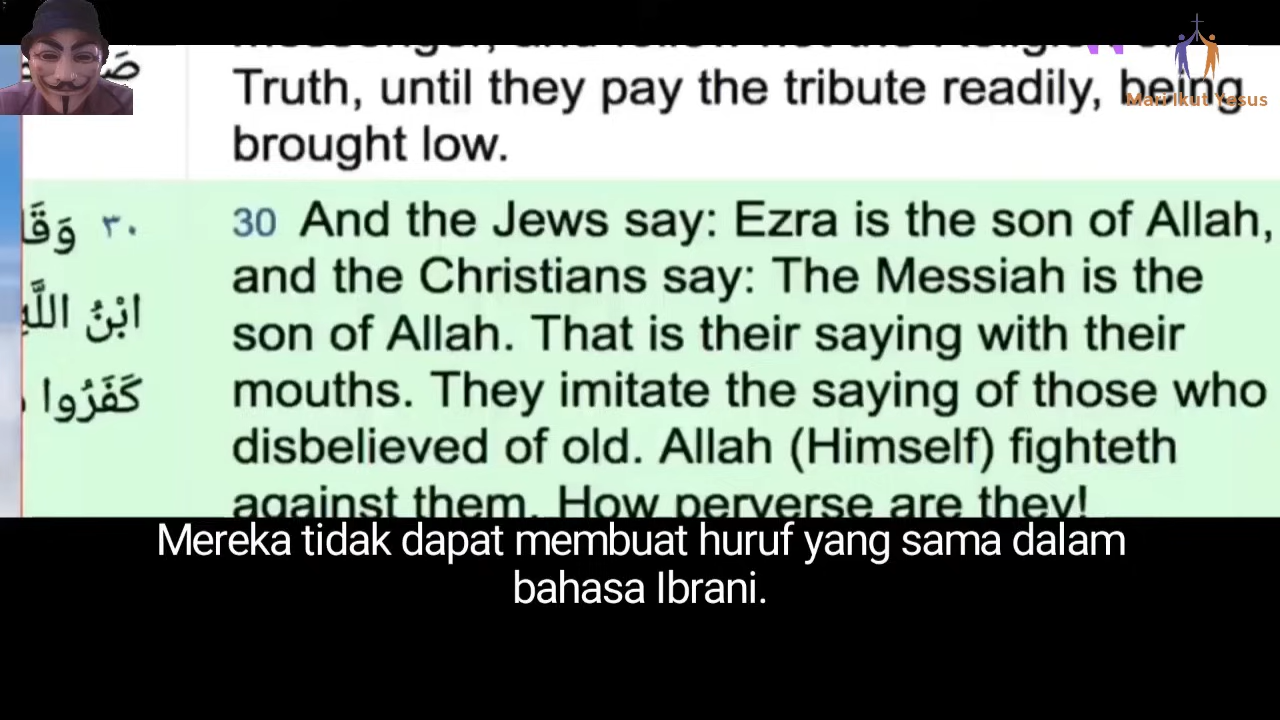 Truth, until they pay the tribute readily, being
brought low.
Mari Ikut Yesus
٣٠ وَقَا
30 And the Jews say: Ezra is the son of Allah,
and the Christians say: The Messiah is the
ابْنُ اللَّهِ
son of Allah. That is their saying with their
كَفَرُوا
mouths. They imitate the saying of those who
disbelieved of old. Allah (Himself) fighteth
against them. How perverse are they!
Mereka tidak dapat membuat huruf yang sama dalam
bahasa Ibrani.